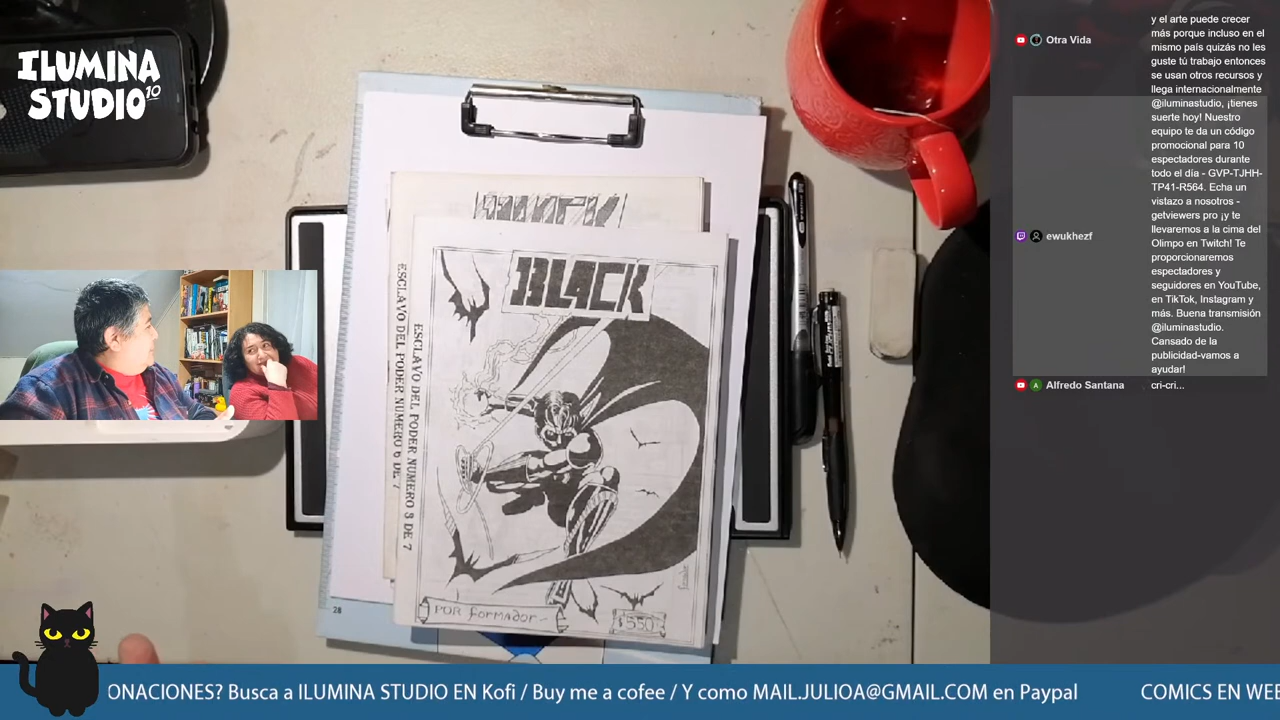 ILUMINA
STUDIO 10
BLACK
ESCLAVO DEL PODER NUMERO 6 DE 7
ESCLAVO DEL PODER NUMERO 3 DE 7
POR formador-
$550
28
y el arte puede crecer
más porque incluso en el
Otra Vida
mismo país quizás no les
guste tú trabajo entonces
se usan otros recursos y
llega internacionalmente
@iluminastudio, ¡tienes
suerte hoy! Nuestro
equipo te da un código
promocional para 10
espectadores durante
todo el día - GVP-TJHH-
TP41-R564. Echa un
vistazo a nosotros -
getviewers pro ¡y te
llevaremos a la cima del
ewukhezf
Olimpo en Twitch! Te
proporcionaremos
espectadores y
seguidores en YouTube,
en TikTok, Instagram y
más. Buena transmisión
@iluminastudio.
Cansado de la
publicidad-vamos a
ayudar!
Alfredo Santana
cri-cri...
ONACIONES? Busca a ILUMINA STUDIO EN Kofi / Buy me a cofee / Y como MAIL.JULIOA@GMAIL.COM en Paypal
COMICS EN WE